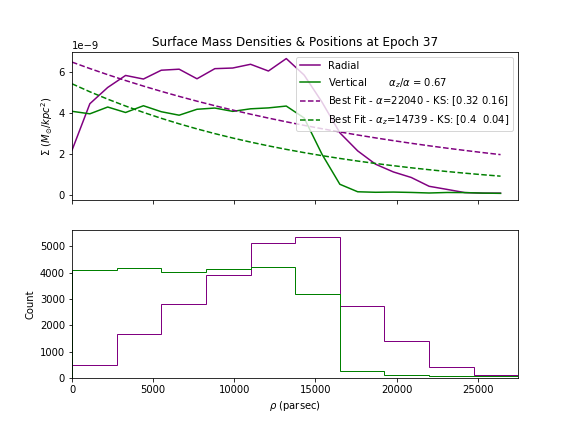 Surface Mass Densities & Positions at Epoch 37
1e−9
Radial
Vertical α_z/α = 0.67
Best Fit - α=22040 - KS: [0.32 0.16]
Best Fit - α_z=14739 - KS: [0.4 0.04]
Σ (M⊙/kpc²)
6
4
2
0
Count
5000
4000
3000
2000
1000
0
0 5000 10000 15000 20000 25000
ρ (parsec)